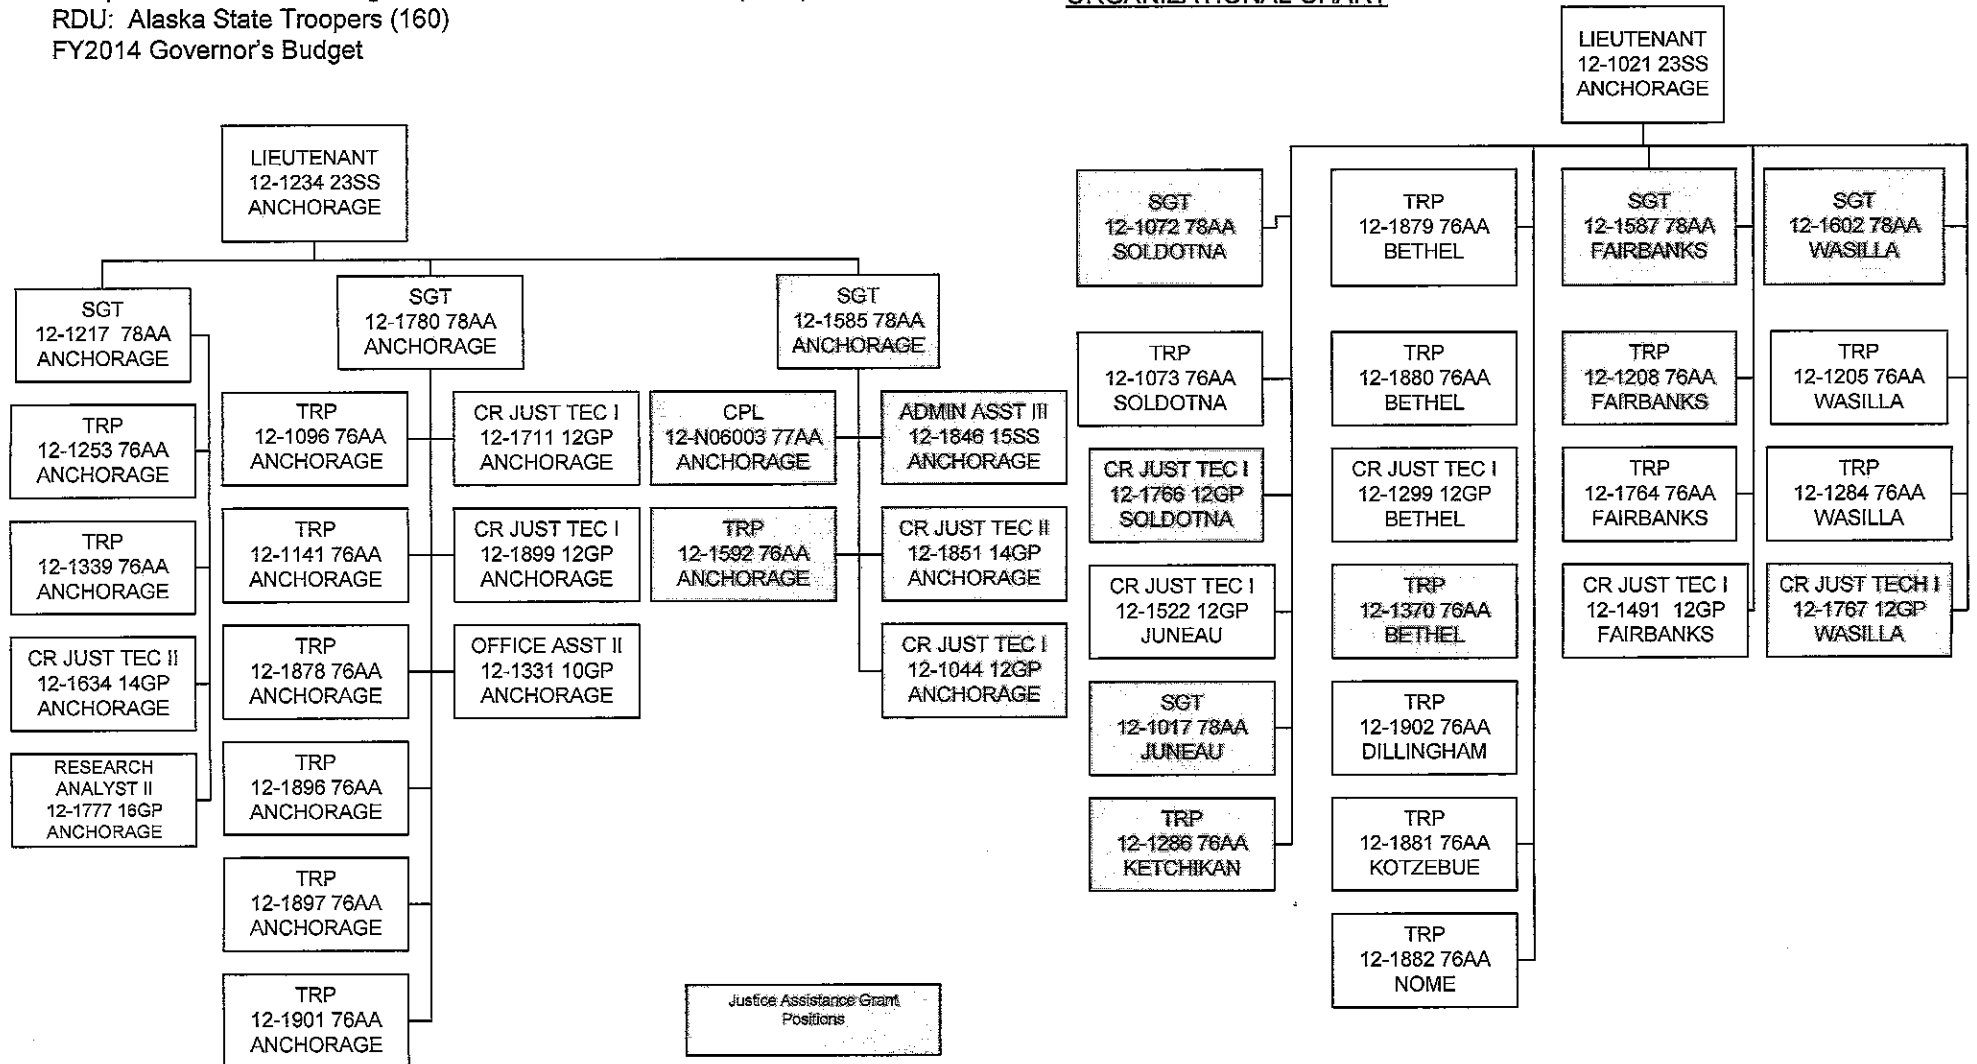 RDU: Alaska State Troopers (160)
FY2014 Governor's Budget
ORGANIZATIONAL CHART
LIEUTENANT
12-1234 23SS
ANCHORAGE
SGT
12-1217 78AA
ANCHORAGE
TRP
12-1253 76AA
ANCHORAGE
TRP
12-1339 76AA
ANCHORAGE
CR JUST TEC II
12-1634 14GP
ANCHORAGE
RESEARCH
ANALYST II
12-1777 16GP
ANCHORAGE
SGT
12-1780 78AA
ANCHORAGE
TRP
12-1096 76AA
ANCHORAGE
TRP
12-1141 76AA
ANCHORAGE
TRP
12-1878 76AA
ANCHORAGE
TRP
12-1896 76AA
ANCHORAGE
TRP
12-1897 76AA
ANCHORAGE
TRP
12-1901 76AA
ANCHORAGE
CR JUST TEC I
12-1711 12GP
ANCHORAGE
CR JUST TEC I
12-1899 12GP
ANCHORAGE
OFFICE ASST II
12-1331 10GP
ANCHORAGE
SGT
12-1585 78AA
ANCHORAGE
CPL
12-N06003 77AA
ANCHORAGE
TRP
12-1592 76AA
ANCHORAGE
ADMIN ASST III
12-1846 15SS
ANCHORAGE
CR JUST TEC II
12-1851 14GP
ANCHORAGE
CR JUST TEC I
12-1044 12GP
ANCHORAGE
Justice Assistance Grant
Positions
LIEUTENANT
12-1021 23SS
ANCHORAGE
SGT
12-1072 78AA
SOLDOTNA
TRP
12-1073 76AA
SOLDOTNA
CR JUST TEC I
12-1766 12GP
SOLDOTNA
CR JUST TEC I
12-1522 12GP
JUNEAU
SGT
12-1017 78AA
JUNEAU
TRP
12-1286 76AA
KETCHIKAN
TRP
12-1879 76AA
BETHEL
TRP
12-1880 76AA
BETHEL
CR JUST TEC I
12-1299 12GP
BETHEL
TRP
12-1370 76AA
BETHEL
TRP
12-1902 76AA
DILLINGHAM
TRP
12-1881 76AA
KOTZEBUE
TRP
12-1882 76AA
NOME
SGT
12-1587 78AA
FAIRBANKS
TRP
12-1208 76AA
FAIRBANKS
TRP
12-1764 76AA
FAIRBANKS
CR JUST TEC I
12-1491 12GP
FAIRBANKS
SGT
12-1602 78AA
WASILLA
TRP
12-1205 76AA
WASILLA
TRP
12-1284 76AA
WASILLA
CR JUST TECH I
12-1767 12GP
WASILLA